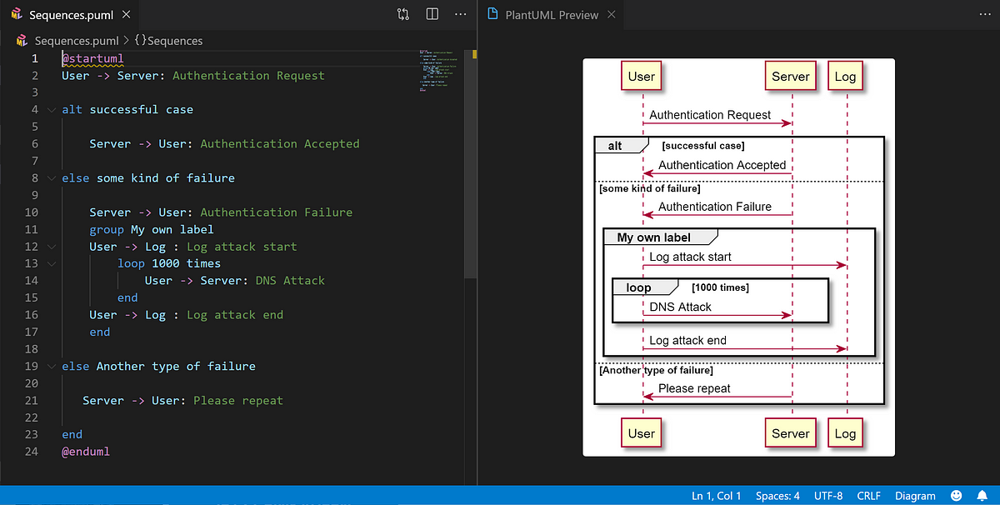 Sequences.puml
PlantUML Preview
Sequences.puml > {}Sequences
1 @startuml
2 User -> Server: Authentication Request
3
4 alt successful case
5
6 Server -> User: Authentication Accepted
7
8 else some kind of failure
9
10 Server -> User: Authentication Failure
11 group My own label
12 User -> Log : Log attack start
13 loop 1000 times
14 User -> Server: DNS Attack
15 end
16 User -> Log : Log attack end
17 end
18
19 else Another type of failure
20
21 Server -> User: Please repeat
22
23 end
24 @enduml
User Server Log
Authentication Request
alt [successful case]
Authentication Accepted
[some kind of failure]
Authentication Failure
My own label
Log attack start
loop [1000 times]
DNS Attack
Log attack end
[Another type of failure]
Please repeat
User Server Log
Ln 1, Col 1 Spaces: 4 UTF-8 CRLF Diagram